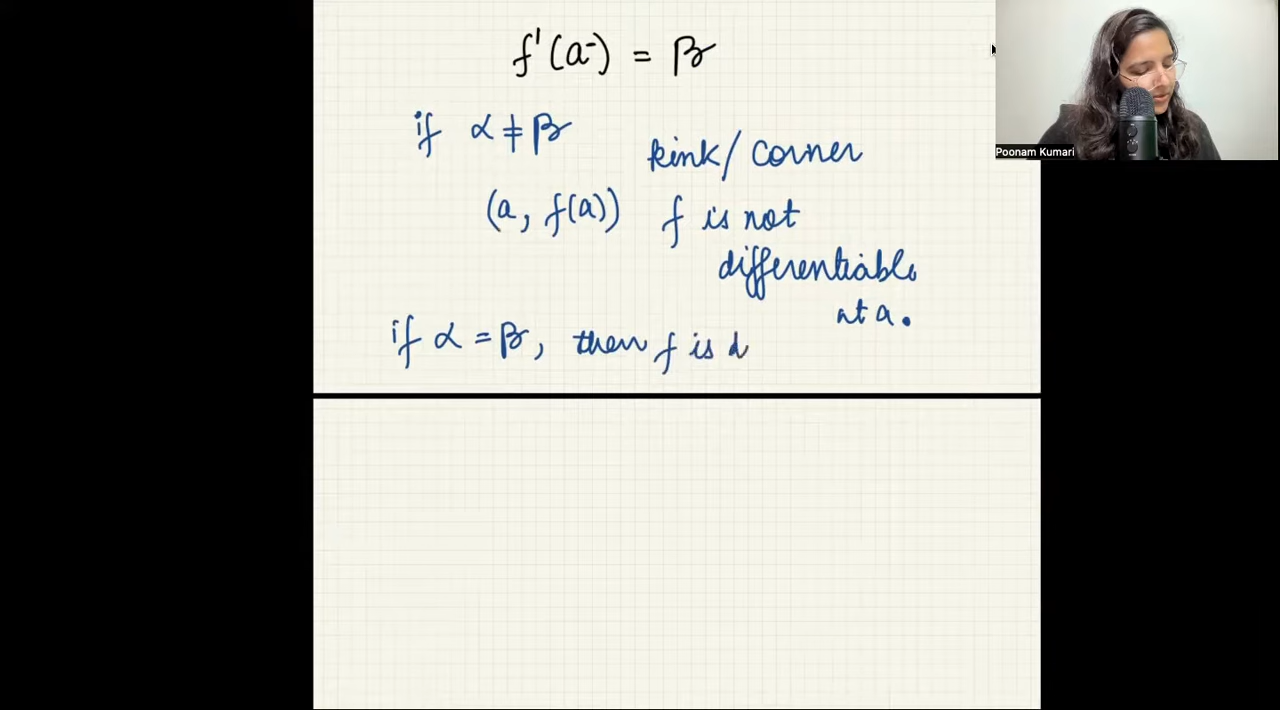 f'(a⁻) = β
if α ≠ β
kink/corner
(a, f(a)) f is not
differentiable
at a.
if α = β, then f is d
Poonam Kumari